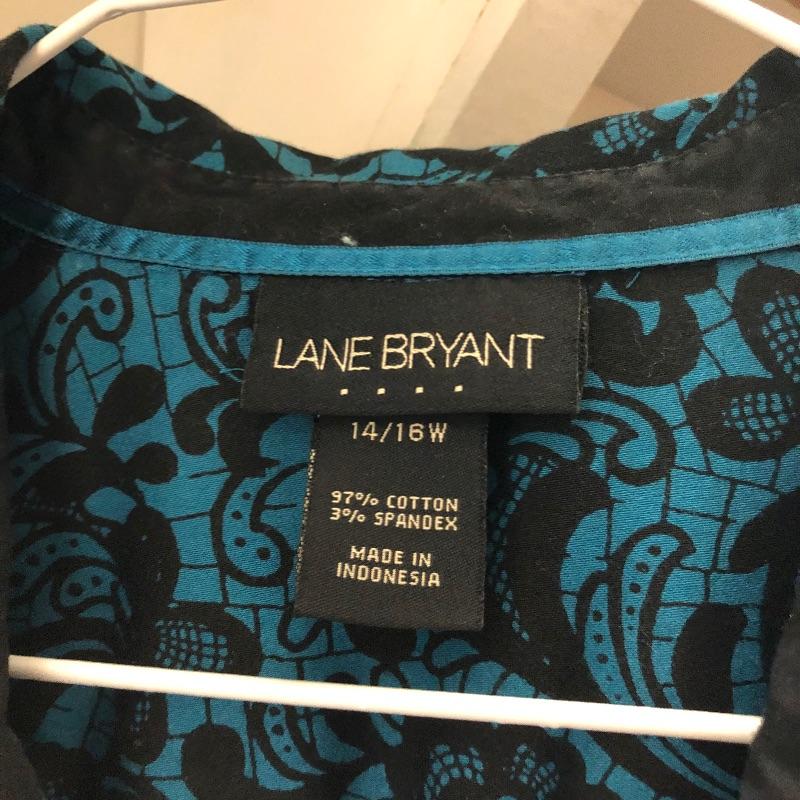 LANE BRYANT
14/16W
97% COTTON
3% SPANDEX
MADE IN
INDONESIA